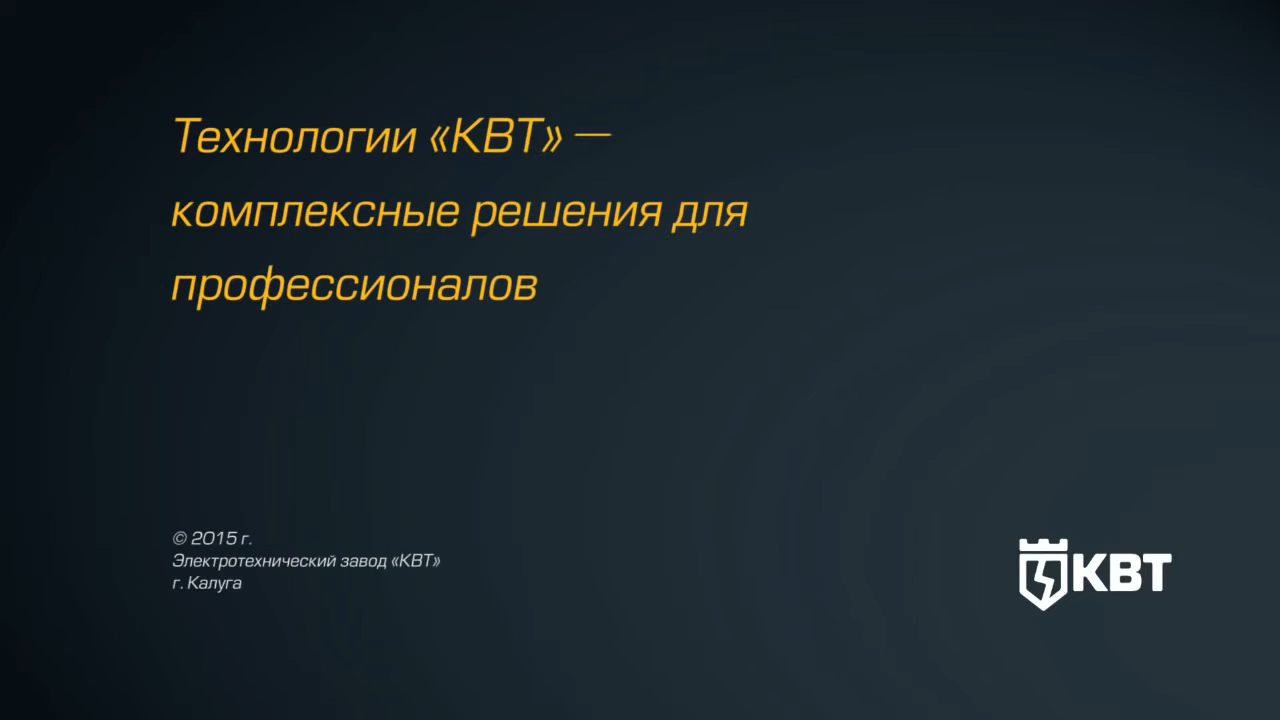 Технологии «КВТ» —
комплексные решения для
профессионалов
© 2015 г.
Электротехнический завод «КВТ»
г. Калуга
КВТ